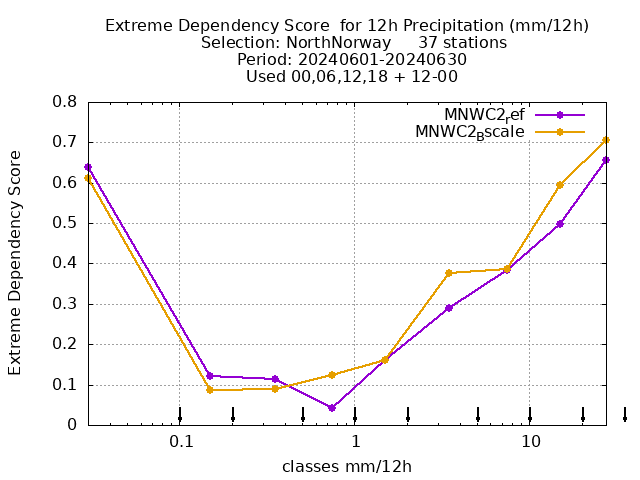 Extreme Dependency Score  for 12h Precipitation (mm/12h)
Selection: NorthNorway     37 stations
Period: 20240601-20240630
Used 00,06,12,18 + 12-00
MNWC2ref
MNWC2Bscale
Extreme Dependency Score
0.8
0.7
0.6
0.5
0.4
0.3
0.2
0.1
0
0.1 1 10
classes mm/12h